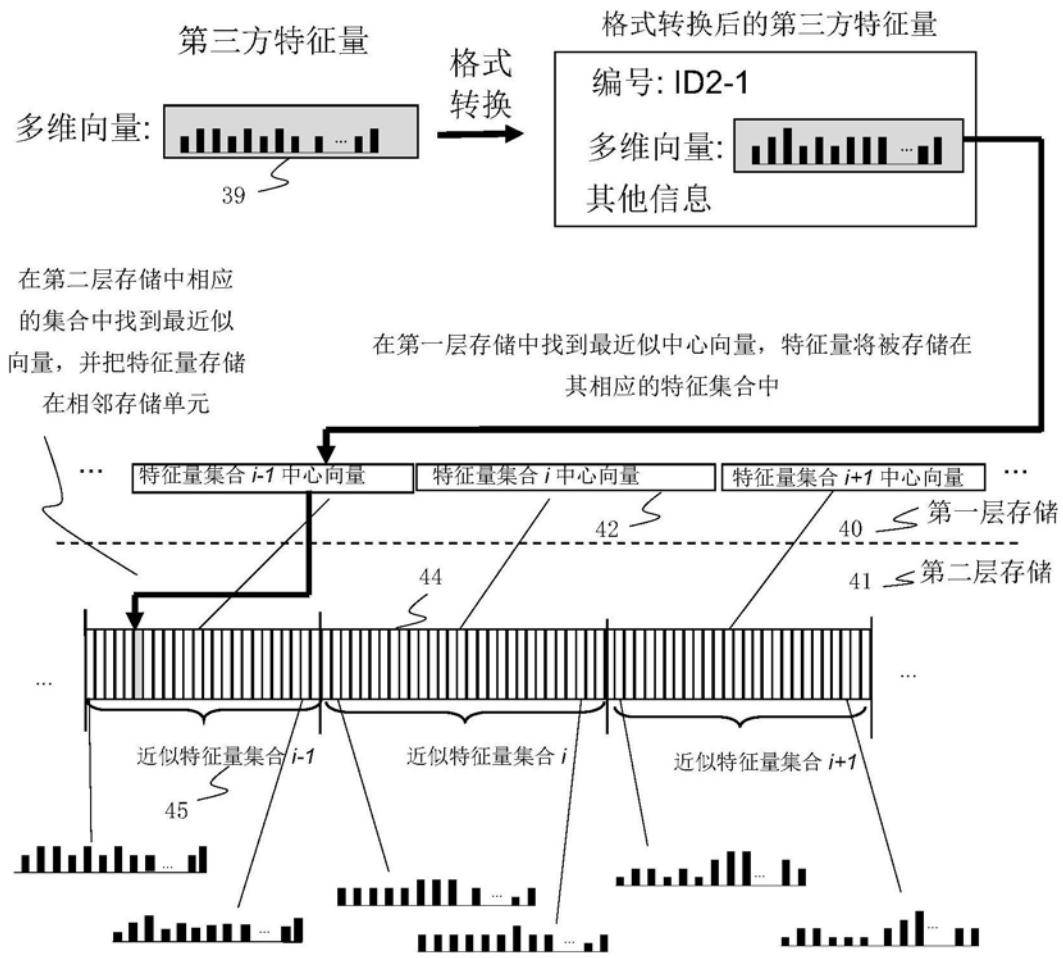 第三方特征量
多维向量:
...
39
格式
转换
格式转换后的第三方特征量
编号: ID2-1
多维向量:
...
其他信息
在第二层存储中相应
的集合中找到最近似
向量，并把特征量存储
在相邻存储单元
在第一层存储中找到最近似中心向量，特征量将被存储在
其相应的特征集合中
...
特征量集合 i-1 中心向量
特征量集合 i 中心向量
特征量集合 i+1 中心向量
...
42
40
第一层存储
44
41
第二层存储
...
...
近似特征量集合 i-1
近似特征量集合 i
近似特征量集合 i+1
45
...
...
...
...
...
...